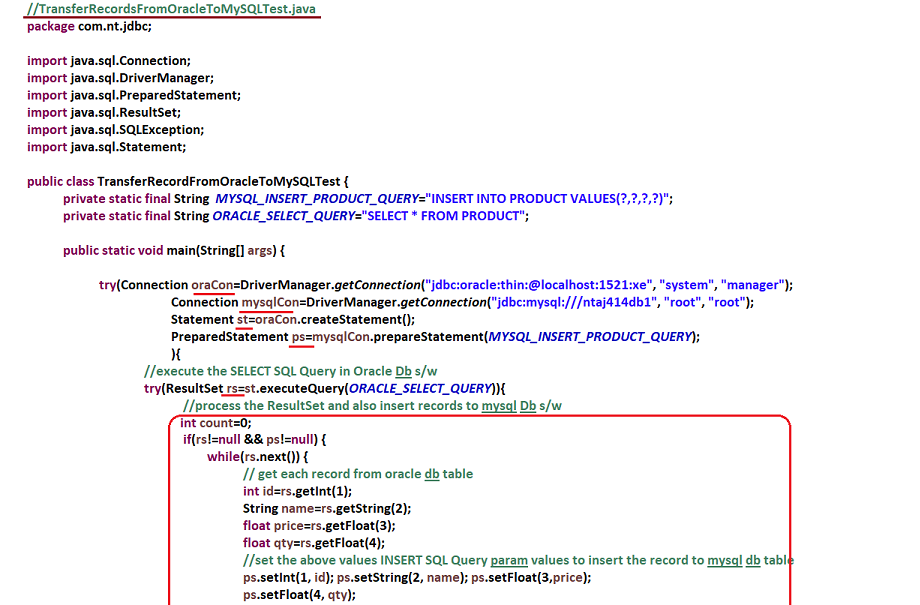 //TransferRecordsFromOracleToMySQLTest.java
package com.nt.jdbc;
import java.sql.Connection;
import java.sql.DriverManager;
import java.sql.PreparedStatement;
import java.sql.ResultSet;
import java.sql.SQLException;
import java.sql.Statement;
public class TransferRecordFromOracleToMySQLTest {
private static final String MYSQL_INSERT_PRODUCT_QUERY="INSERT INTO PRODUCT VALUES(?,?,?,?)";
private static final String ORACLE_SELECT_QUERY="SELECT * FROM PRODUCT";
public static void main(String[] args) {
try(Connection oraCon=DriverManager.getConnection("jdbc:oracle:thin:@localhost:1521:xe", "system", "manager");
Connection mysqlCon=DriverManager.getConnection("jdbc:mysql:///ntaj414db1", "root", "root");
Statement st=oraCon.createStatement();
PreparedStatement ps=mysqlCon.prepareStatement(MYSQL_INSERT_PRODUCT_QUERY);
){
//execute the SELECT SQL Query in Oracle Db s/w
try(ResultSet rs=st.executeQuery(ORACLE_SELECT_QUERY)){
//process the ResultSet and also insert records to mysql Db s/w
int count=0;
if(rs!=null && ps!=null) {
while(rs.next()) {
// get each record from oracle db table
int id=rs.getInt(1);
String name=rs.getString(2);
float price=rs.getFloat(3);
float qty=rs.getFloat(4);
//set the above values INSERT SQL Query param values to insert the record to mysql db table
ps.setInt(1, id); ps.setString(2, name); ps.setFloat(3,price);
ps.setFloat(4, qty);